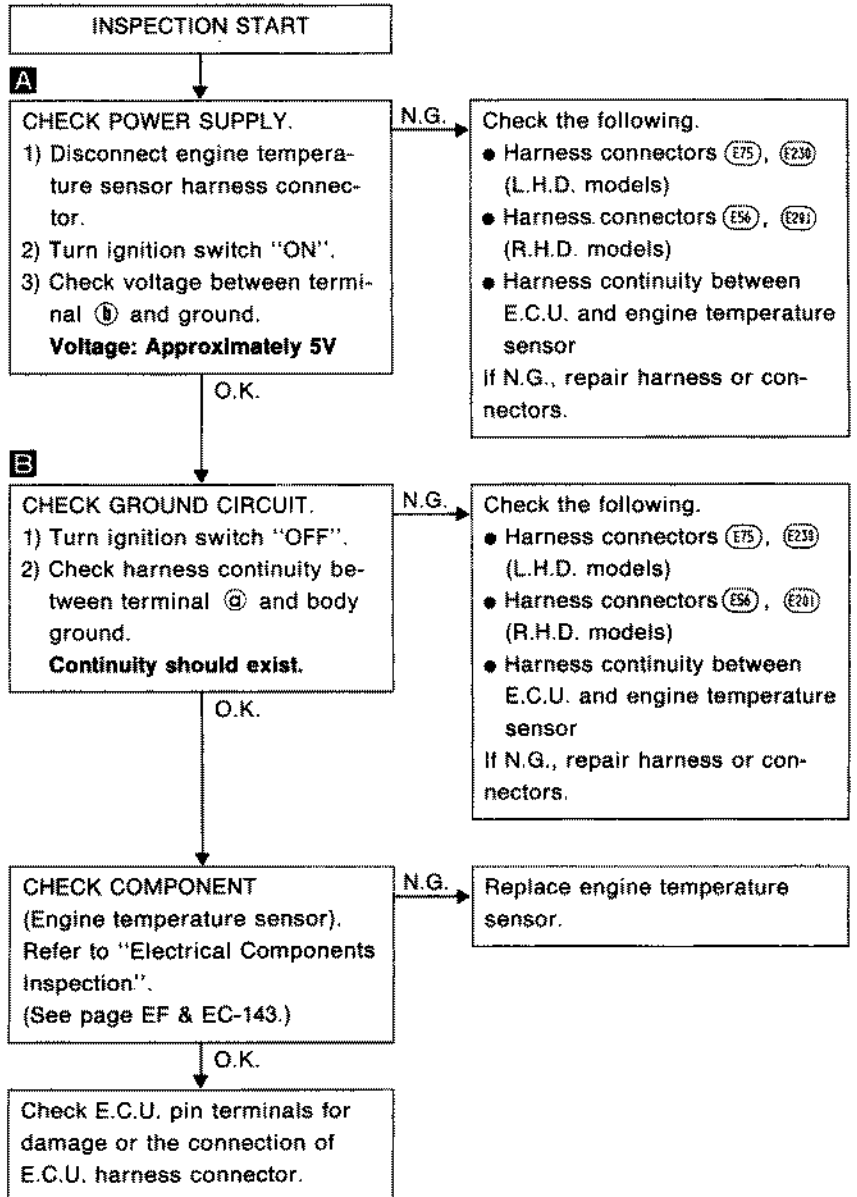 INSPECTION START
A
CHECK POWER SUPPLY.
1) Disconnect engine tempera-
ture sensor harness connec-
tor.
2) Turn ignition switch "ON".
3) Check voltage between termi-
nal ⓑ and ground.
Voltage: Approximately 5V
N.G.
Check the following.
● Harness connectors (E75), (E230)
(L.H.D. models)
● Harness connectors (E56), (E201)
(R.H.D. models)
● Harness continuity between
E.C.U. and engine temperature
sensor
If N.G., repair harness or con-
nectors.
O.K.
B
CHECK GROUND CIRCUIT.
1) Turn ignition switch "OFF".
2) Check harness continuity be-
tween terminal ⓐ and body
ground.
Continuity should exist.
N.G.
Check the following.
● Harness connectors (E75), (E230)
(L.H.D. models)
● Harness connectors (E56), (E201)
(R.H.D. models)
● Harness continuity between
E.C.U. and engine temperature
sensor
If N.G., repair harness or con-
nectors.
O.K.
CHECK COMPONENT
(Engine temperature sensor).
Refer to "Electrical Components
Inspection".
(See page EF & EC-143.)
N.G.
Replace engine temperature
sensor.
O.K.
Check E.C.U. pin terminals for
damage or the connection of
E.C.U. harness connector.